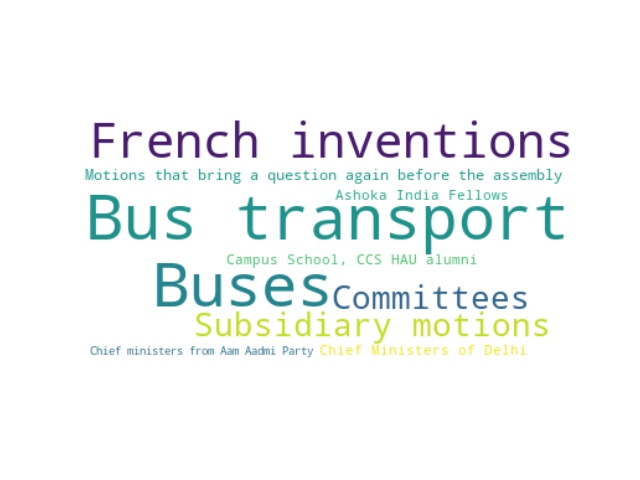 French inventions
Motions that bring a question again before the assembly
Ashoka India Fellows
Bus transport
Campus School, CCS HAU alumni
Buses
Committees
Subsidiary motions
Chief ministers from Aam Aadmi Party
Chief Ministers of Delhi